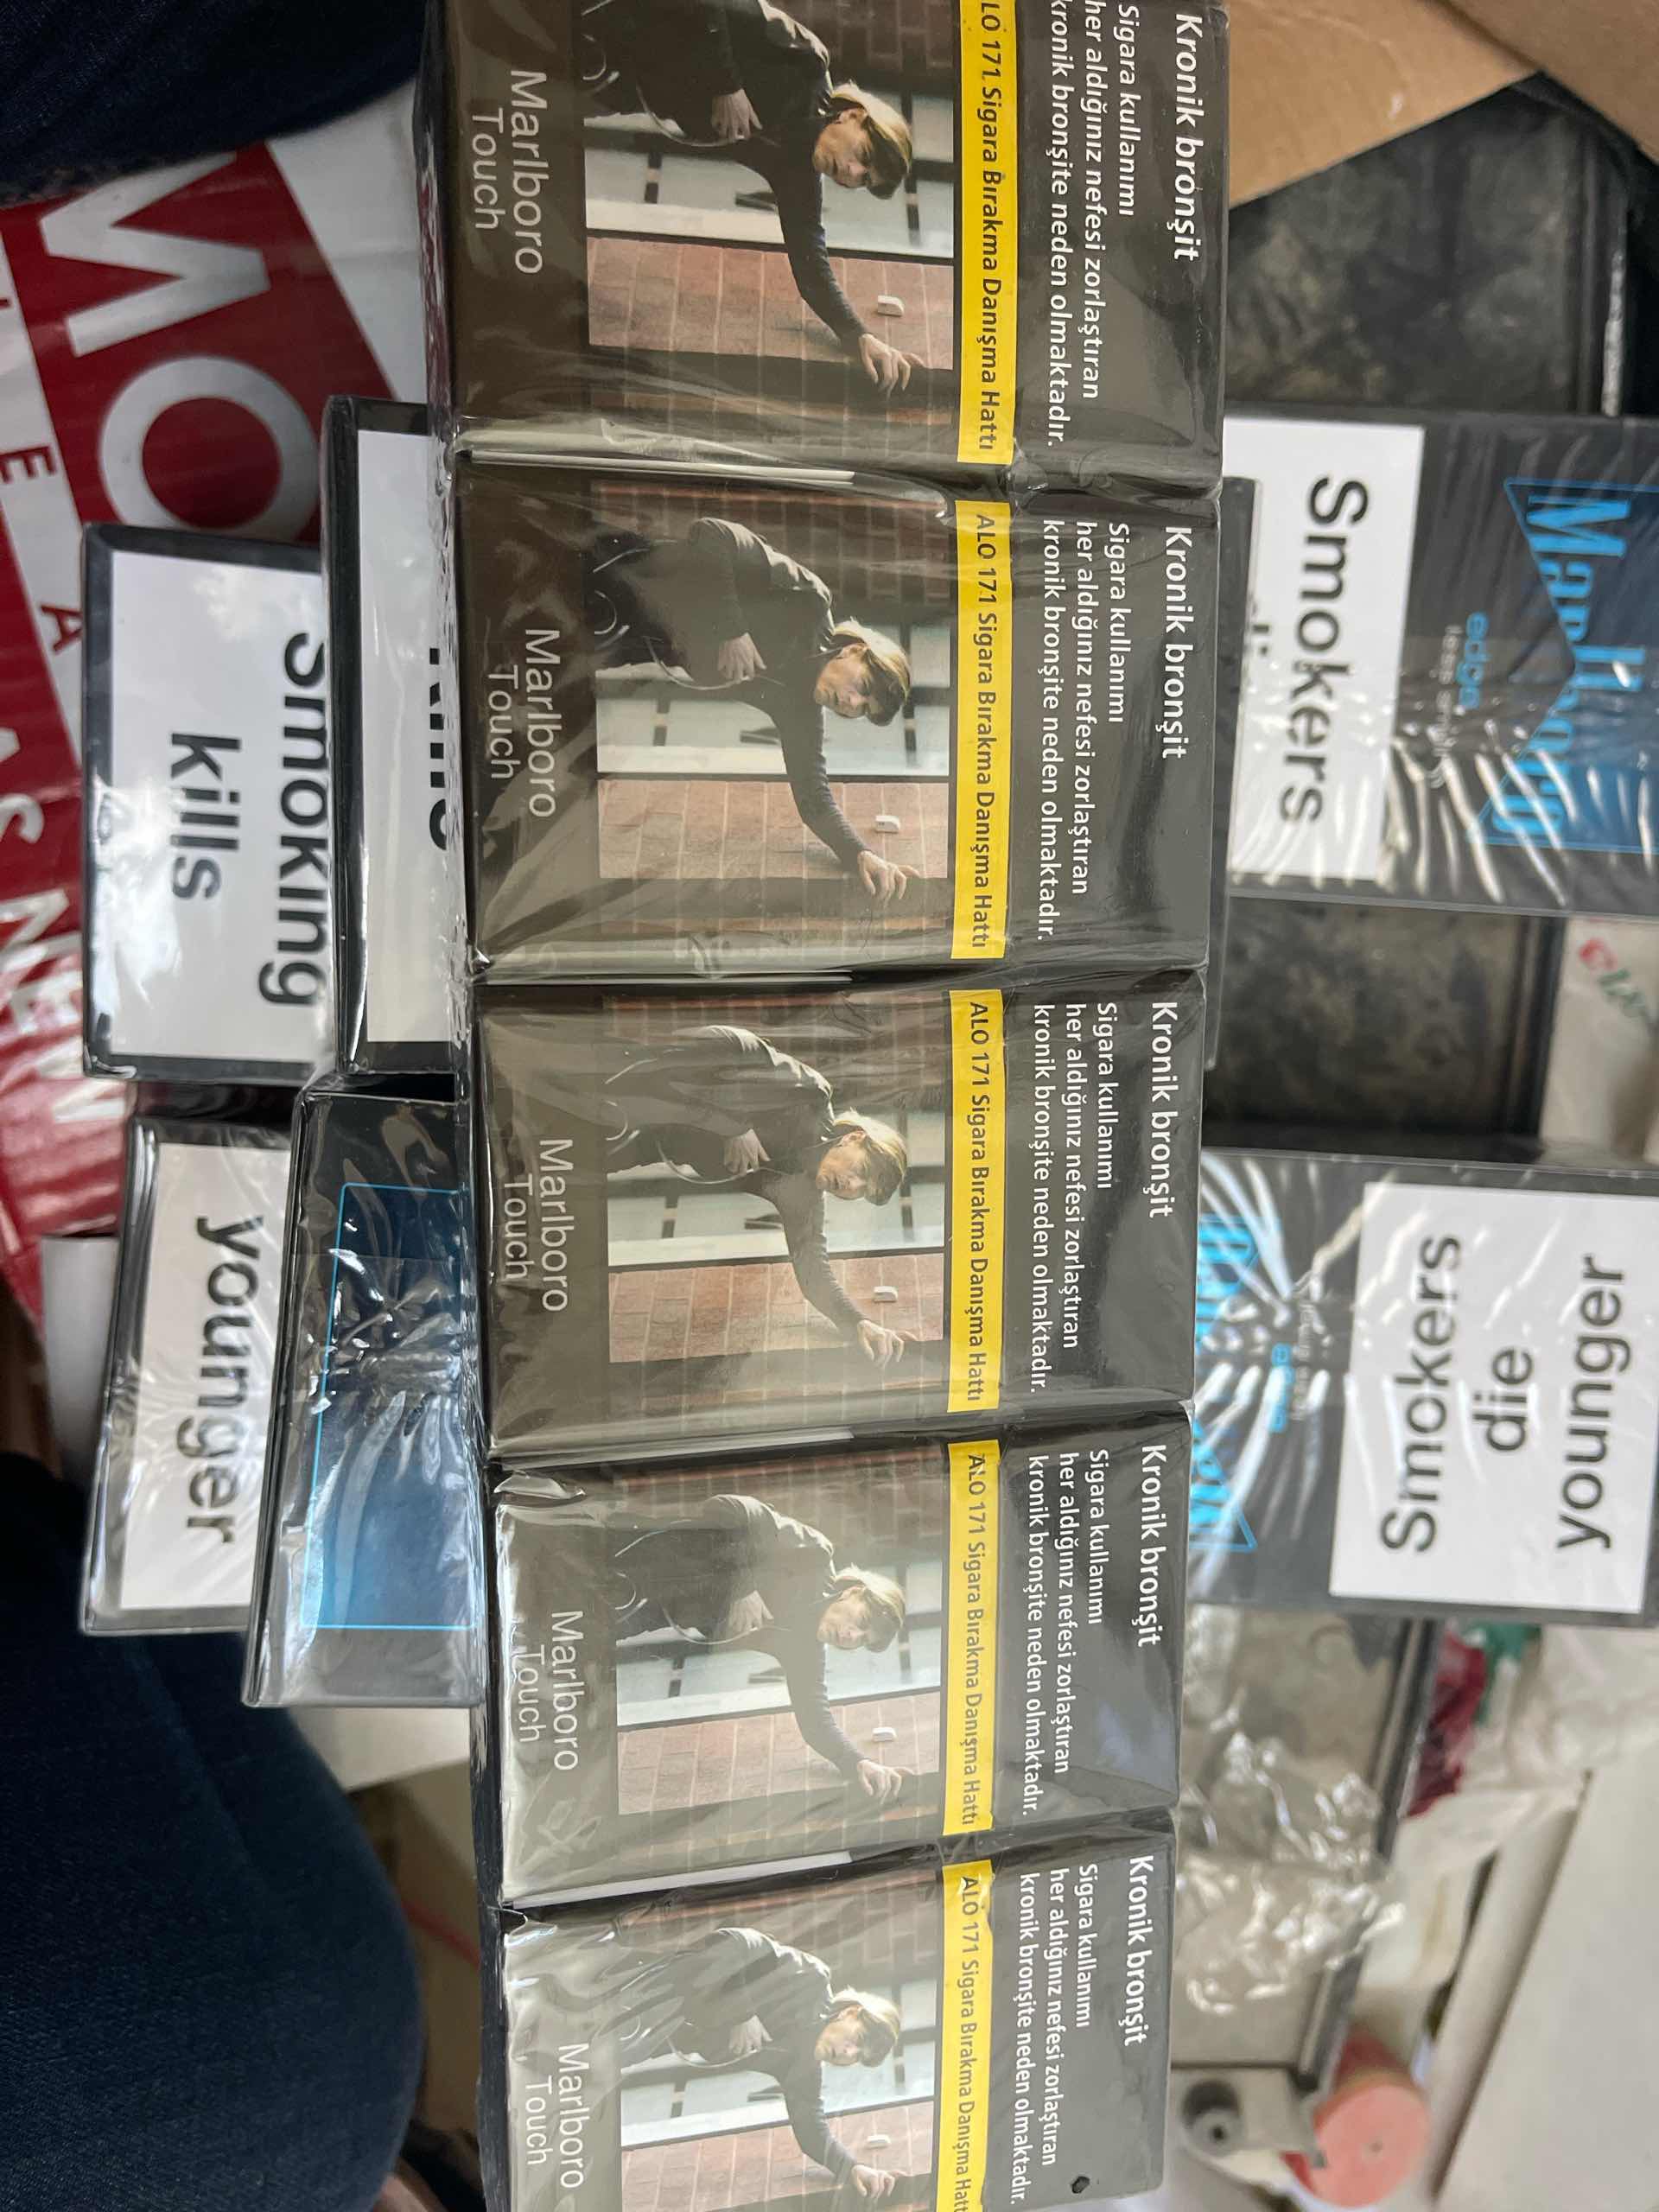 Kronik bronşit
Sigara kullanımı
her aldığınız nefesi zorlaştıran
kronik bronşite neden olmaktadır.
LO 171 Sigara Bırakma Danışma Hattı
Marlboro
Touch
Kronik bronşit
Sigara kullanımı
her aldığınız nefesi zorlaştıran
kronik bronşite neden olmaktadır.
ALO 171 Sigara Bırakma Danışma Hattı
Marlboro
Touch
Kronik bronşit
Sigara kullanımı
her aldığınız nefesi zorlaştıran
kronik bronşite neden olmaktadır.
ALO 171 Sigara Bırakma Danışma Hattı
Marlboro
Touch
Kronik bronşit
Sigara kullanımı
her aldığınız nefesi zorlaştıran
kronik bronşite neden olmaktadır.
ALO 171 Sigara Bırakma Danışma Hattı
Marlboro
Touch
Kronik bronşit
Sigara kullanımı
her aldığınız nefesi zorlaştıran
kronik bronşite neden olmaktadır.
ALO 171 Sigara Bırakma Danışma Hatt
Marlboro
Touch
edge
Smokers
younger
die
Smokers
edge
Smoking
kills
younger
MO